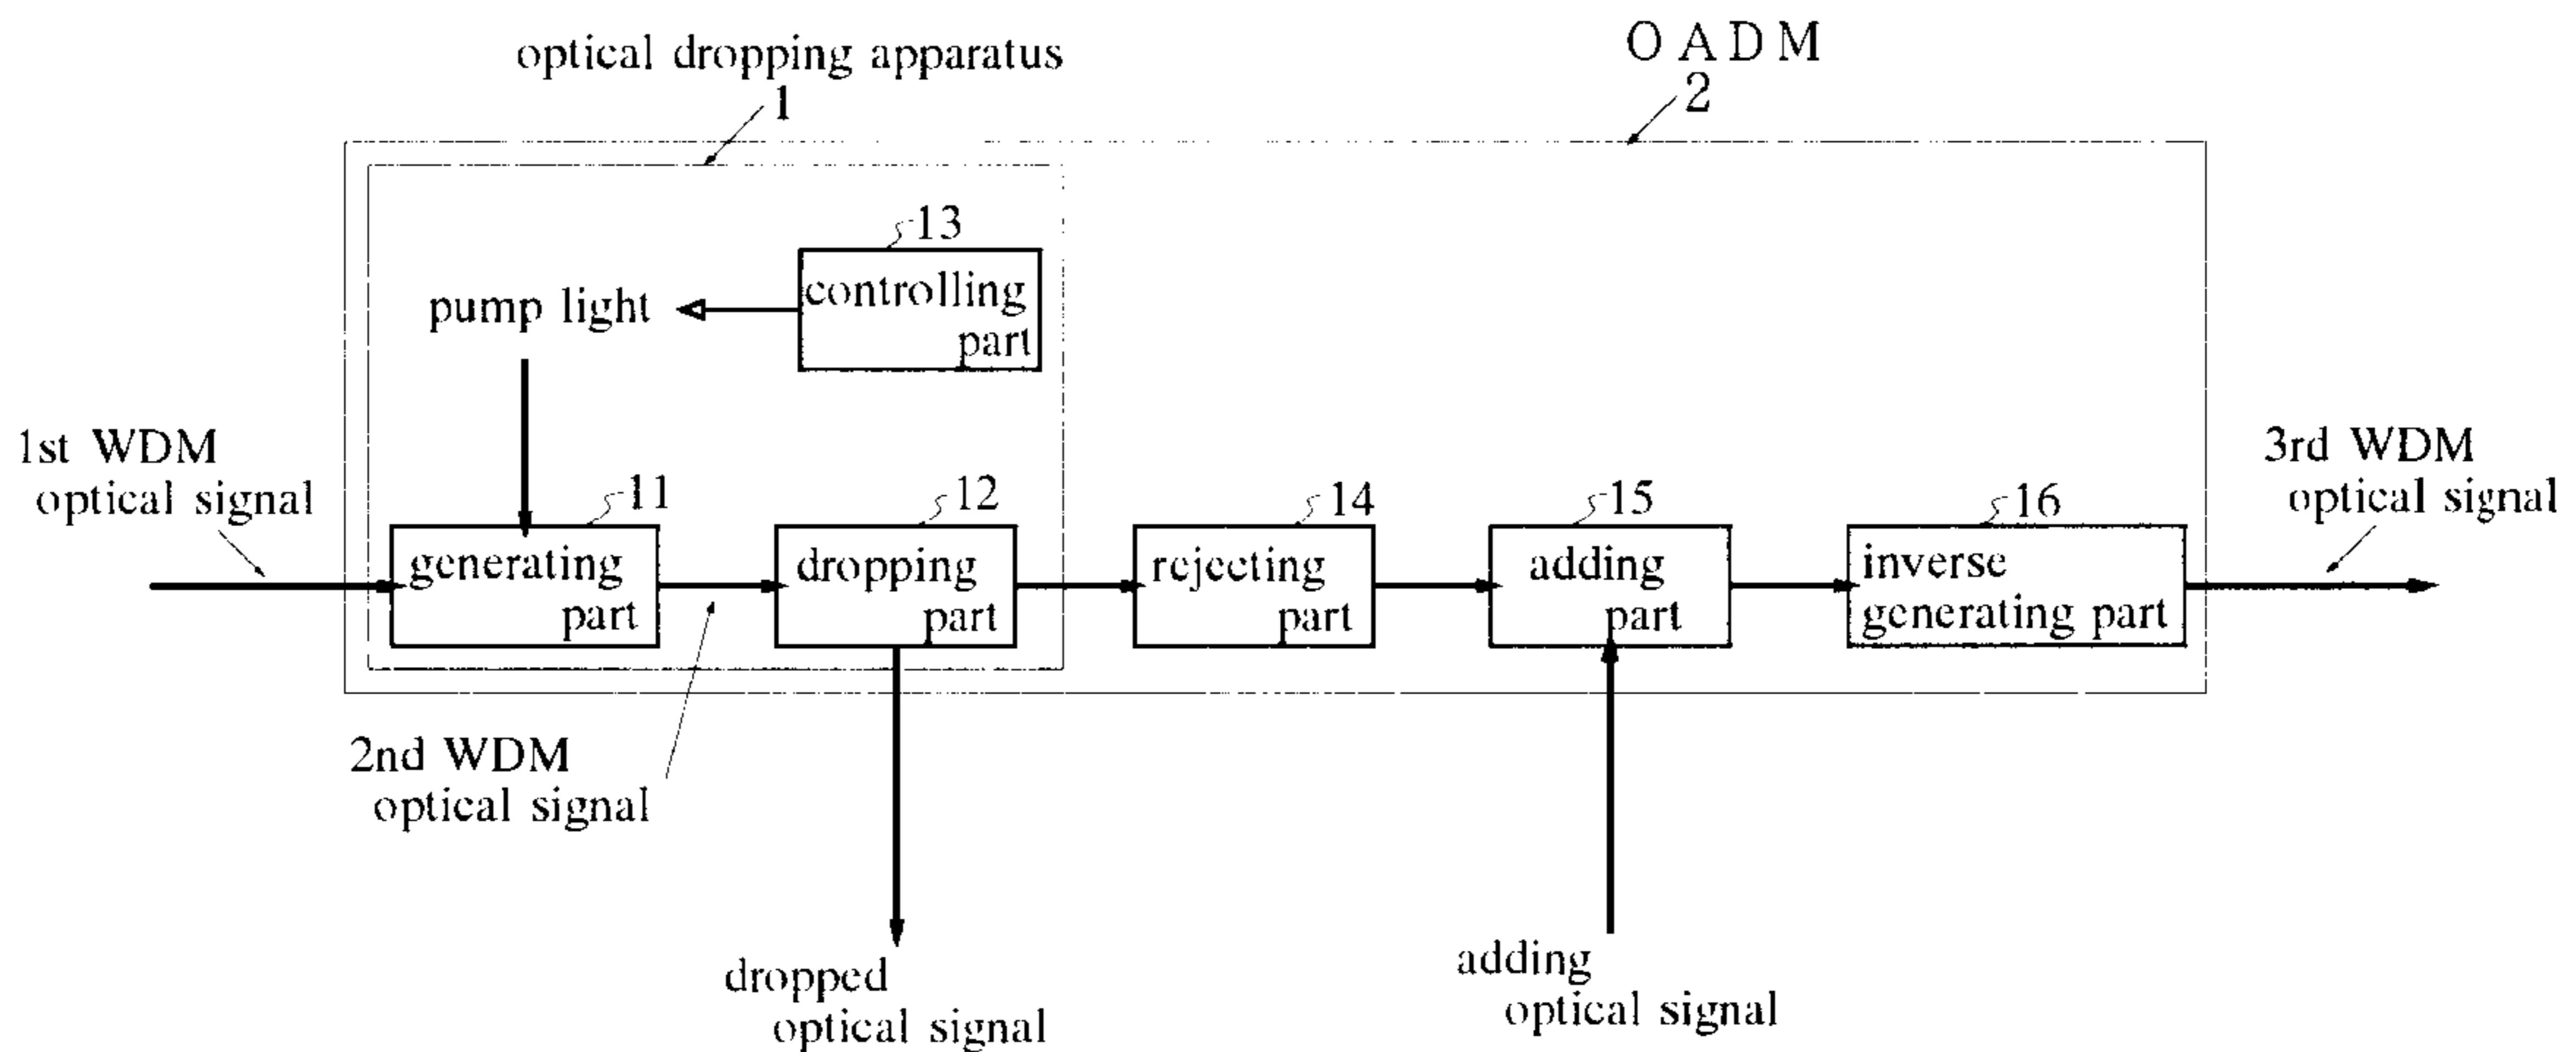 optical dropping apparatus
1
OADM
2
13
controlling
part
pump light
1st WDM
optical signal
11
generating
part
12
dropping
part
14
rejecting
part
15
adding
part
16
inverse
generating part
3rd WDM
optical signal
2nd WDM
optical signal
dropped
optical signal
adding
optical signal